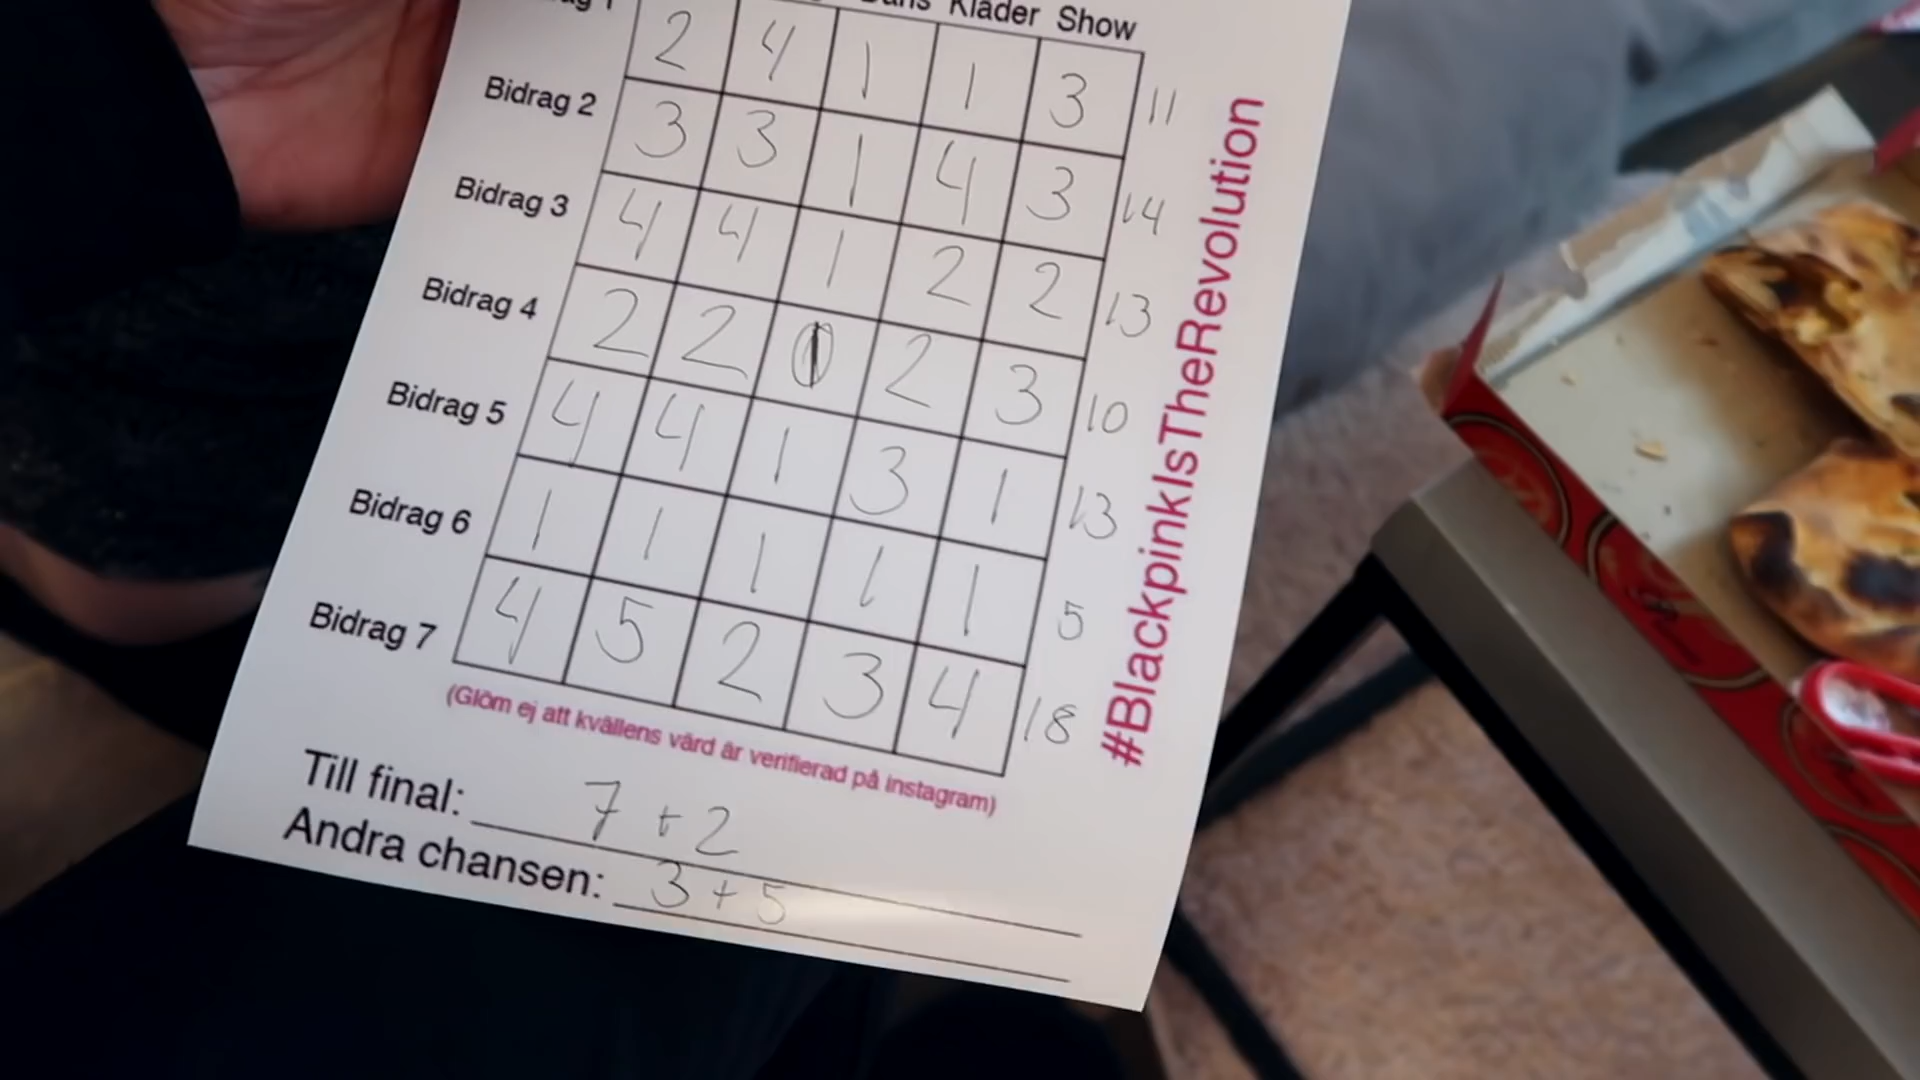 Kläder Show
2 4 1 1 3 11
Bidrag 2 3 3 1 4 3 14
Bidrag 3 4 4 1 2 2 13
Bidrag 4 2 2 1 2 3 10
Bidrag 5 4 4 1 3 1 13
Bidrag 6 1 1 1 1 1 5
Bidrag 7 4 5 2 3 4 18
(Glöm ej att kvällens värd är verifierad på instagram)
Till final: 7 + 2
Andra chansen: 3 + 5
#BlackpinkIsTheRevolution